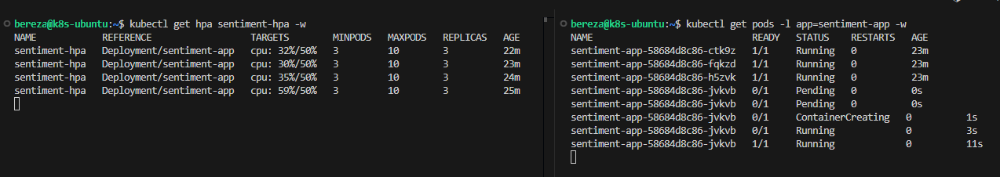 bereza@k8s-ubuntu:~$ kubectl get hpa sentiment-hpa -w
NAME REFERENCE TARGETS MINPODS MAXPODS REPLICAS AGE
sentiment-hpa Deployment/sentiment-app cpu: 32%/50% 3 10 3 22m
sentiment-hpa Deployment/sentiment-app cpu: 30%/50% 3 10 3 23m
sentiment-hpa Deployment/sentiment-app cpu: 35%/50% 3 10 3 24m
sentiment-hpa Deployment/sentiment-app cpu: 59%/50% 3 10 3 25m
bereza@k8s-ubuntu:~$ kubectl get pods -l app=sentiment-app -w
NAME READY STATUS RESTARTS AGE
sentiment-app-58684d8c86-ctk9z 1/1 Running 0 23m
sentiment-app-58684d8c86-fqkzd 1/1 Running 0 23m
sentiment-app-58684d8c86-h5zvk 1/1 Running 0 23m
sentiment-app-58684d8c86-jvkvb 0/1 Pending 0 0s
sentiment-app-58684d8c86-jvkvb 0/1 Pending 0 0s
sentiment-app-58684d8c86-jvkvb 0/1 ContainerCreating 0 1s
sentiment-app-58684d8c86-jvkvb 0/1 Running 0 3s
sentiment-app-58684d8c86-jvkvb 1/1 Running 0 11s